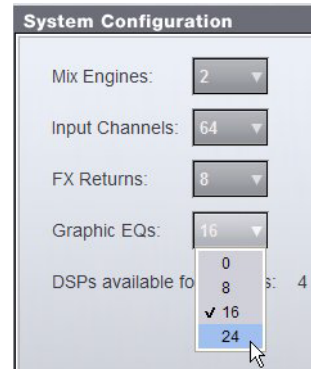 System Configuration
Mix Engines: 2
Input Channels: 64
FX Returns: 8
Graphic EQs: 16
0
DSPs available fo s: 4
8
✓ 16
24